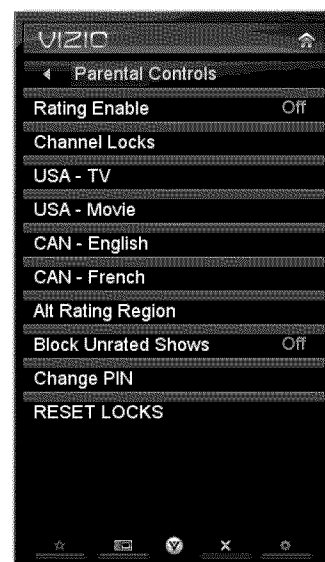 VIZIO
Parental Controls
Rating Enable Off
Channel Locks
USA - TV
USA - Movie
CAN - English
CAN - French
Alt Rating Region
Block Unrated Shows Off
Change PIN
RESET LOCKS